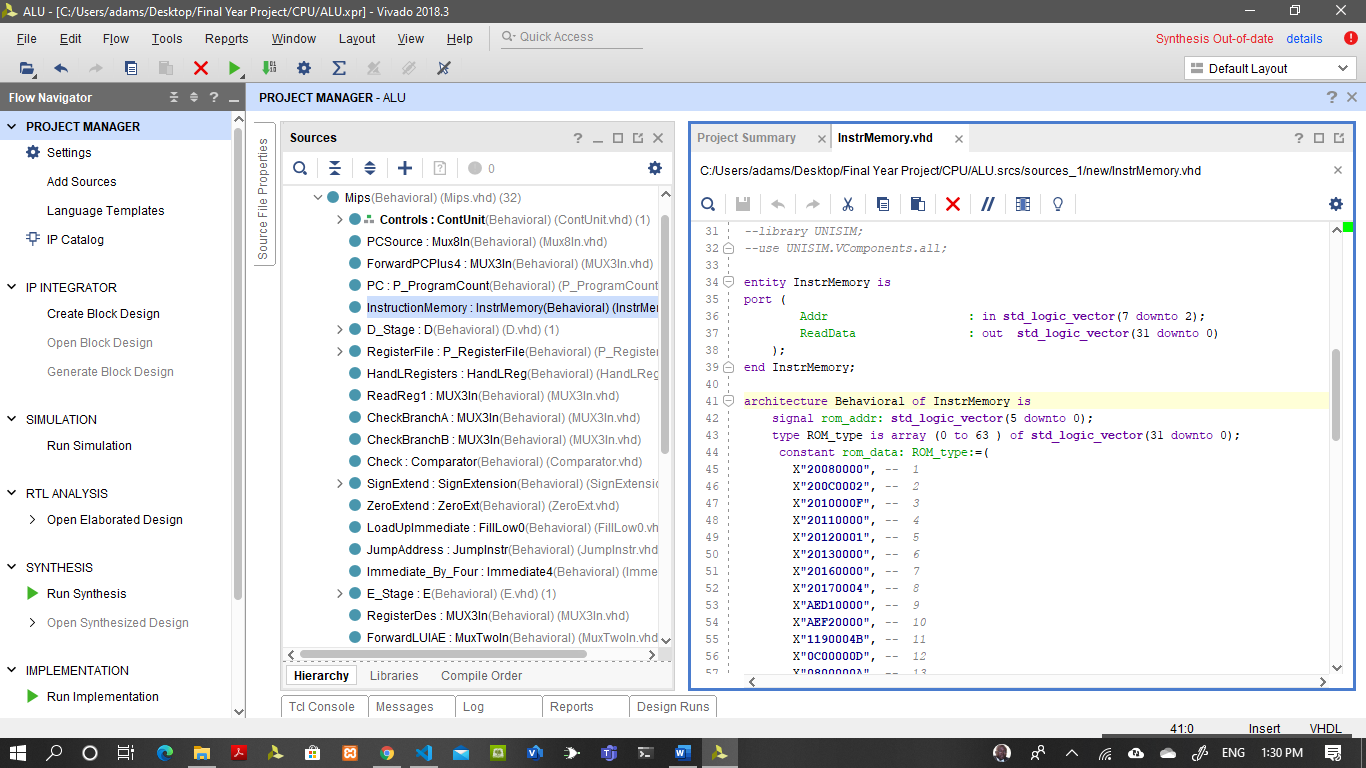 ALU - [C:/Users/adams/Desktop/Final Year Project/CPU/ALU.xpr] - Vivado 2018.3
File Edit Flow Tools Reports Window Layout View Help Quick Access
Synthesis Out-of-date details
Default Layout
Flow Navigator
PROJECT MANAGER
Settings
Add Sources
Language Templates
IP Catalog
IP INTEGRATOR
Create Block Design
Open Block Design
Generate Block Design
SIMULATION
Run Simulation
RTL ANALYSIS
Open Elaborated Design
SYNTHESIS
Run Synthesis
Open Synthesized Design
IMPLEMENTATION
Run Implementation
PROJECT MANAGER - ALU
Source File Properties
Sources
0
Mips(Behavioral) (Mips.vhd) (32)
Controls : ContUnit(Behavioral) (ContUnit.vhd) (1)
PCSource : Mux8In(Behavioral) (Mux8In.vhd)
ForwardPCPlus4 : MUX3In(Behavioral) (MUX3In.vhd)
PC : P_ProgramCount(Behavioral) (P_ProgramCount
InstructionMemory : InstrMemory(Behavioral) (InstrMe
D_Stage : D(Behavioral) (D.vhd) (1)
RegisterFile : P_RegisterFile(Behavioral) (P_Register
HandLRegisters : HandLReg(Behavioral) (HandLReg
ReadReg1 : MUX3In(Behavioral) (MUX3In.vhd)
CheckBranchA : MUX3In(Behavioral) (MUX3In.vhd)
CheckBranchB : MUX3In(Behavioral) (MUX3In.vhd)
Check : Comparator(Behavioral) (Comparator.vhd)
SignExtend : SignExtension(Behavioral) (SignExtensio
ZeroExtend : ZeroExt(Behavioral) (ZeroExt.vhd)
LoadUpImmediate : FillLow0(Behavioral) (FillLow0.vh
JumpAddress : JumpInstr(Behavioral) (JumpInstr.vhd
Immediate_By_Four : Immediate4(Behavioral) (Imme
E_Stage : E(Behavioral) (E.vhd) (1)
RegisterDes : MUX3In(Behavioral) (MUX3In.vhd)
ForwardLUIAE : MuxTwoIn(Behavioral) (MuxTwoIn.vhd
Hierarchy Libraries Compile Order
Project Summary InstrMemory.vhd
C:/Users/adams/Desktop/Final Year Project/CPU/ALU.srcs/sources_1/new/InstrMemory.vhd
31 --library UNISIM;
32 --use UNISIM.VComponents.all;
33
34 entity InstrMemory is
35 port (
36 Addr : in std_logic_vector(7 downto 2);
37 ReadData : out std_logic_vector(31 downto 0)
38 );
39 end InstrMemory;
40
41 architecture Behavioral of InstrMemory is
42 signal rom_addr: std_logic_vector(5 downto 0);
43 type ROM_type is array (0 to 63 ) of std_logic_vector(31 downto 0);
44 constant rom_data: ROM_type:=(
45 X"20080000", -- 1
46 X"200C0002", -- 2
47 X"2010000F", -- 3
48 X"20110000", -- 4
49 X"20120001", -- 5
50 X"20130000", -- 6
51 X"20160000", -- 7
52 X"20170004", -- 8
53 X"AED10000", -- 9
54 X"AEF20000", -- 10
55 X"1190004B", -- 11
56 X"0C00000D", -- 12
57 X"0800000A", -- 13
Tcl Console Messages Log Reports Design Runs
41:0 Insert VHDL
ENG 1:30 PM